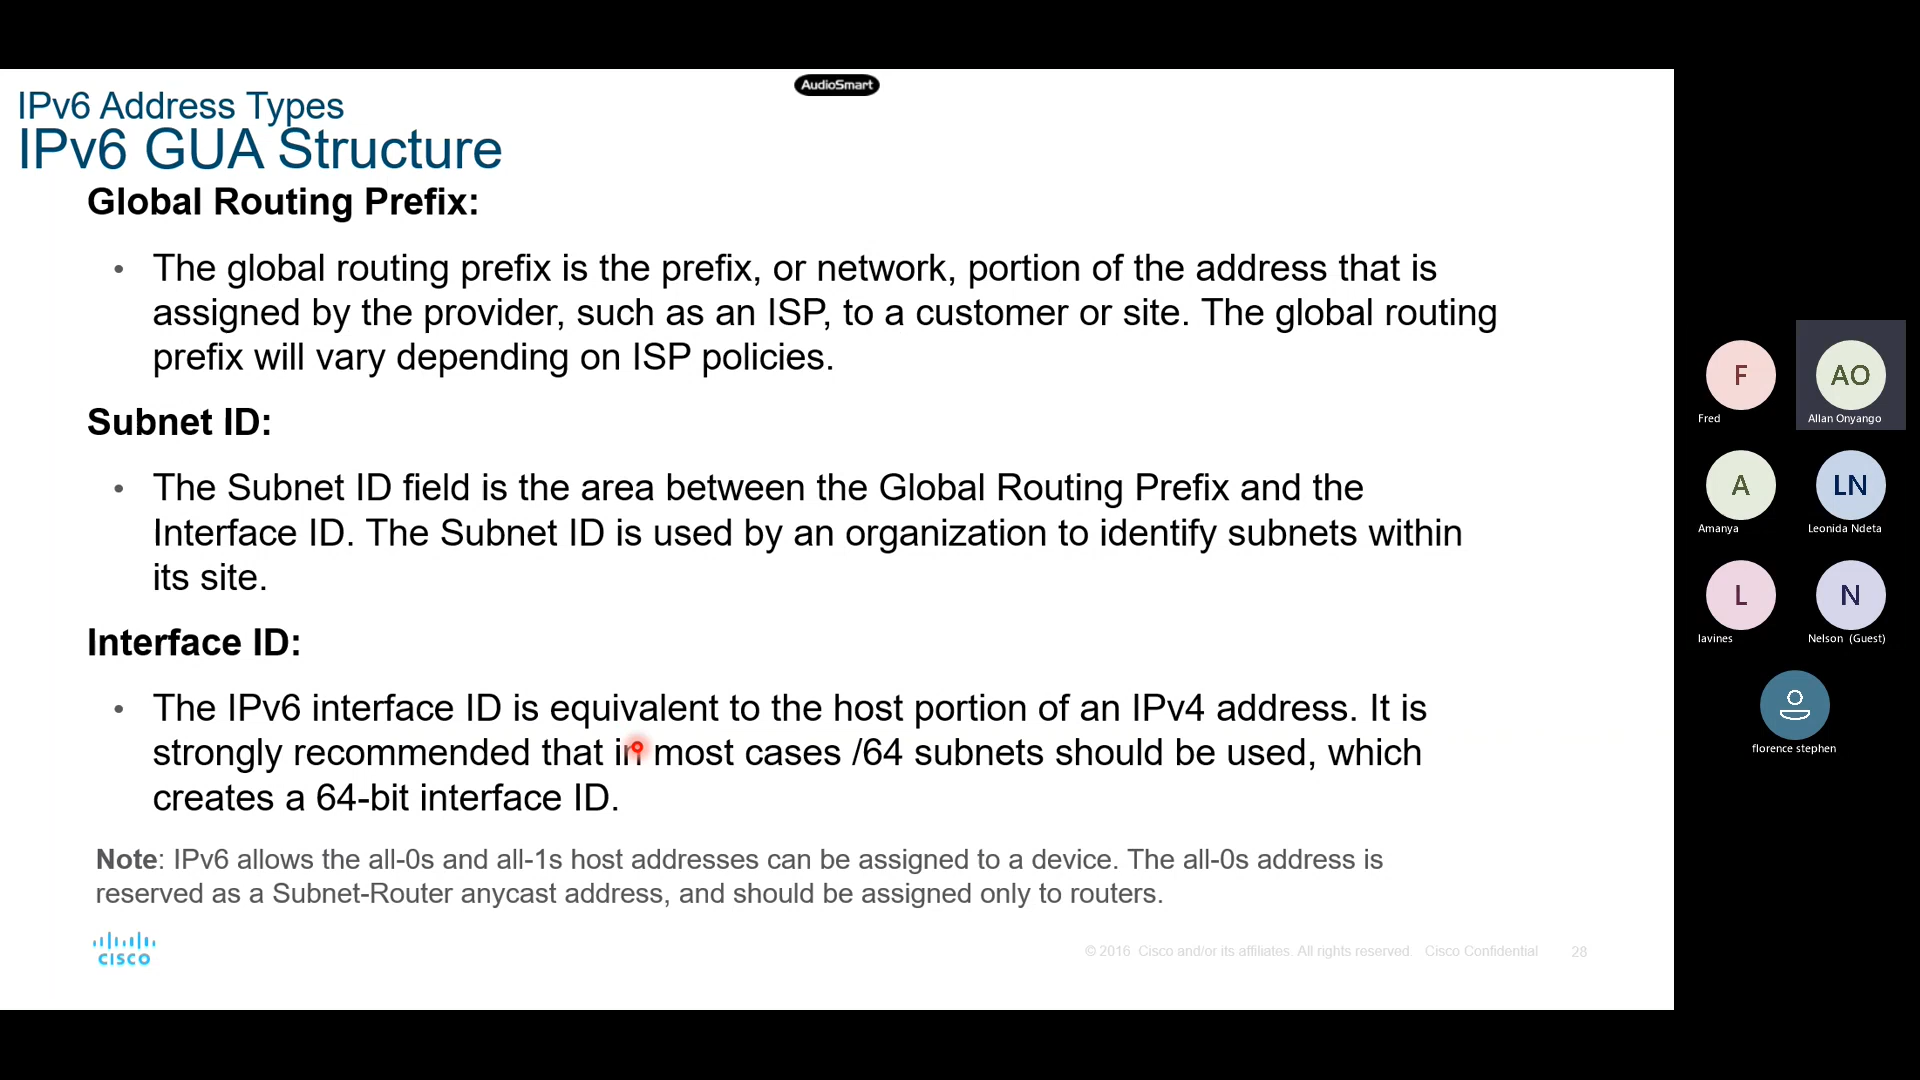 AudioSmart
IPv6 Address Types
IPv6 GUA Structure
Global Routing Prefix:
• The global routing prefix is the prefix, or network, portion of the address that is
assigned by the provider, such as an ISP, to a customer or site. The global routing
prefix will vary depending on ISP policies.
Subnet ID:
• The Subnet ID field is the area between the Global Routing Prefix and the
Interface ID. The Subnet ID is used by an organization to identify subnets within
its site.
Interface ID:
• The IPv6 interface ID is equivalent to the host portion of an IPv4 address. It is
strongly recommended that in most cases /64 subnets should be used, which
creates a 64-bit interface ID.
Note: IPv6 allows the all-0s and all-1s host addresses can be assigned to a device. The all-0s address is
reserved as a Subnet-Router anycast address, and should be assigned only to routers.
CISCO
© 2016 Cisco and/or its affiliates. All rights reserved. Cisco Confidential 28
F
Fred
AO
Allan Onyango
A
Amanya
LN
Leonida Ndeta
L
lavines
N
Nelson (Guest)
florence stephen